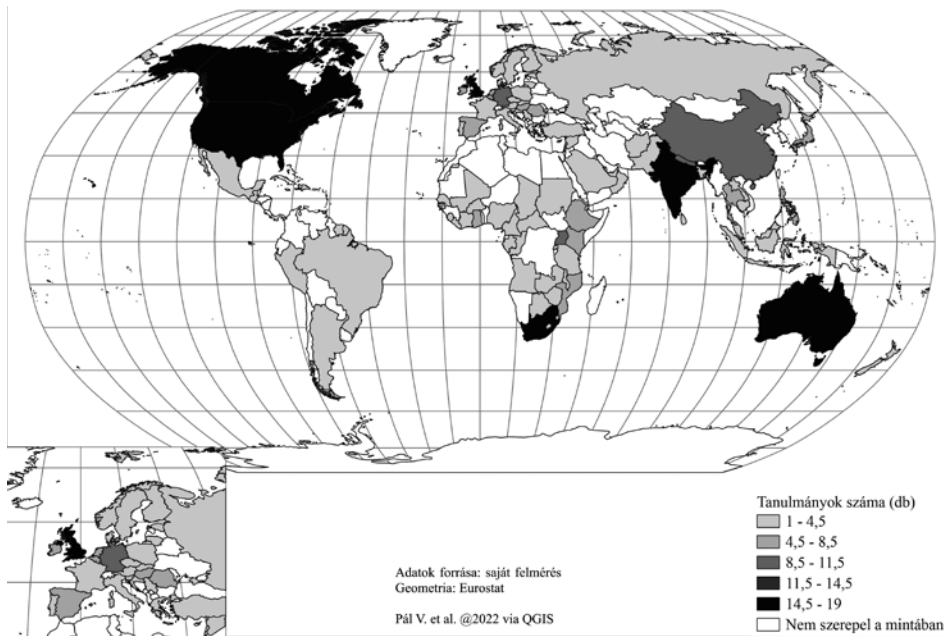 Tanulmányok száma (db)
1 - 4,5
4,5 - 8,5
8,5 - 11,5
11,5 - 14,5
14,5 - 19
Nem szerepel a mintában
Adatok forrása: saját felmérés
Geometria: Eurostat
Pál V. et al. @2022 via QGIS